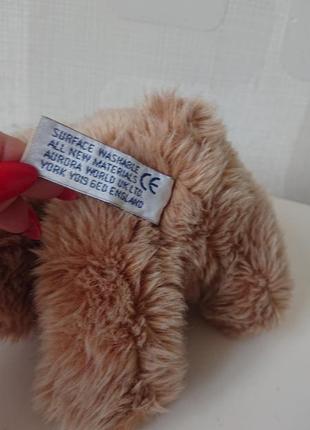 SURFACE WASHABLE
ALL NEW MATERIALS
AURORA WORLD UK LTD.
YORK YO19 6ED ENGLAND
CE